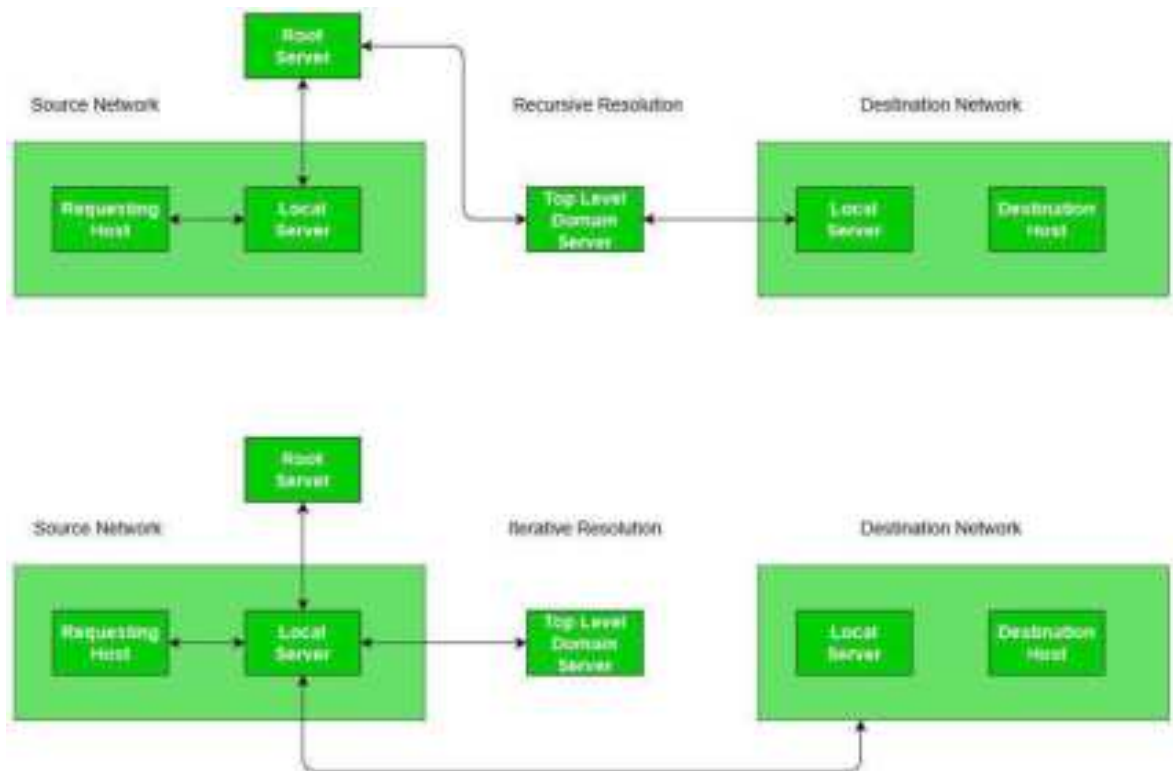 Root
Server
Source Network
Recursive Resolution
Destination Network
Requesting
Host
Local
Server
Top Level
Domain
Server
Local
Server
Destination
Host
Root
Server
Source Network
Iterative Resolution
Destination Network
Requesting
Host
Local
Server
Top Level
Domain
Server
Local
Server
Destination
Host